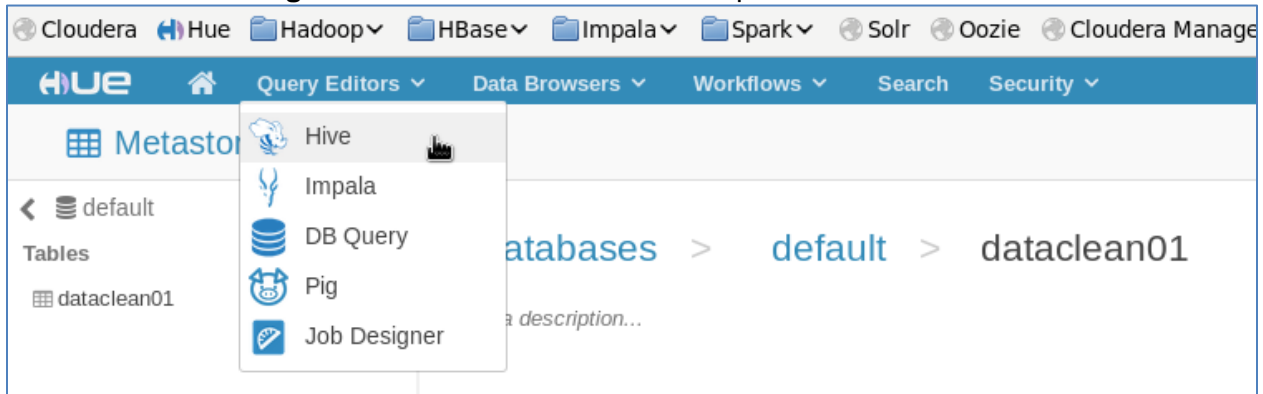 Cloudera Hue Hadoop HBase Impala Spark Solr Oozie Cloudera Manage
HUE Query Editors Data Browsers Workflows Search Security
Metastor
Hive
Impala
DB Query
Pig
Job Designer
default
Tables
dataclean01
atabases > default > dataclean01
a description...